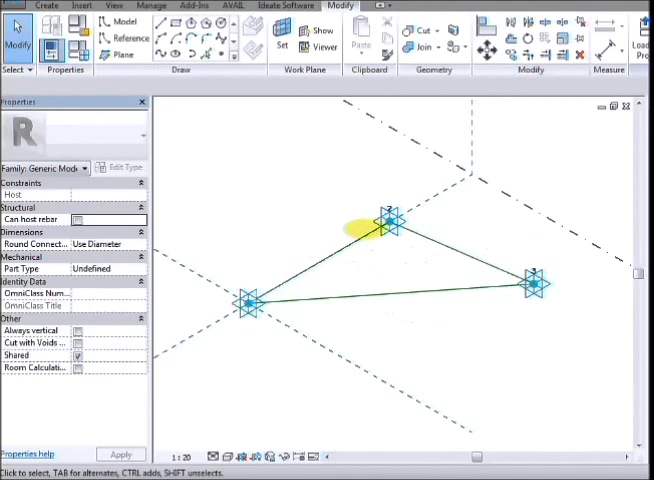 Create Insert View Manage Add-Ins AVAIL Ideate Software Modify
Modify
Model
Reference
Plane
Set
Show
Viewer
Paste
Cut
Join
Select Properties Draw Work Plane Clipboard Geometry Modify Measure
Properties
R
Family: Generic Mode Edit Type
Constraints
Host
Structural
Can host rebar
Dimensions
Round Connect... Use Diameter
Mechanical
Part Type Undefined
Identity Data
OmniClass Num...
OmniClass Title
Other
Always vertical
Cut with Voids ...
Shared
Room Calculati...
Properties help Apply
2
3
1 : 20
Click to select, TAB for alternates, CTRL adds, SHIFT unselects.